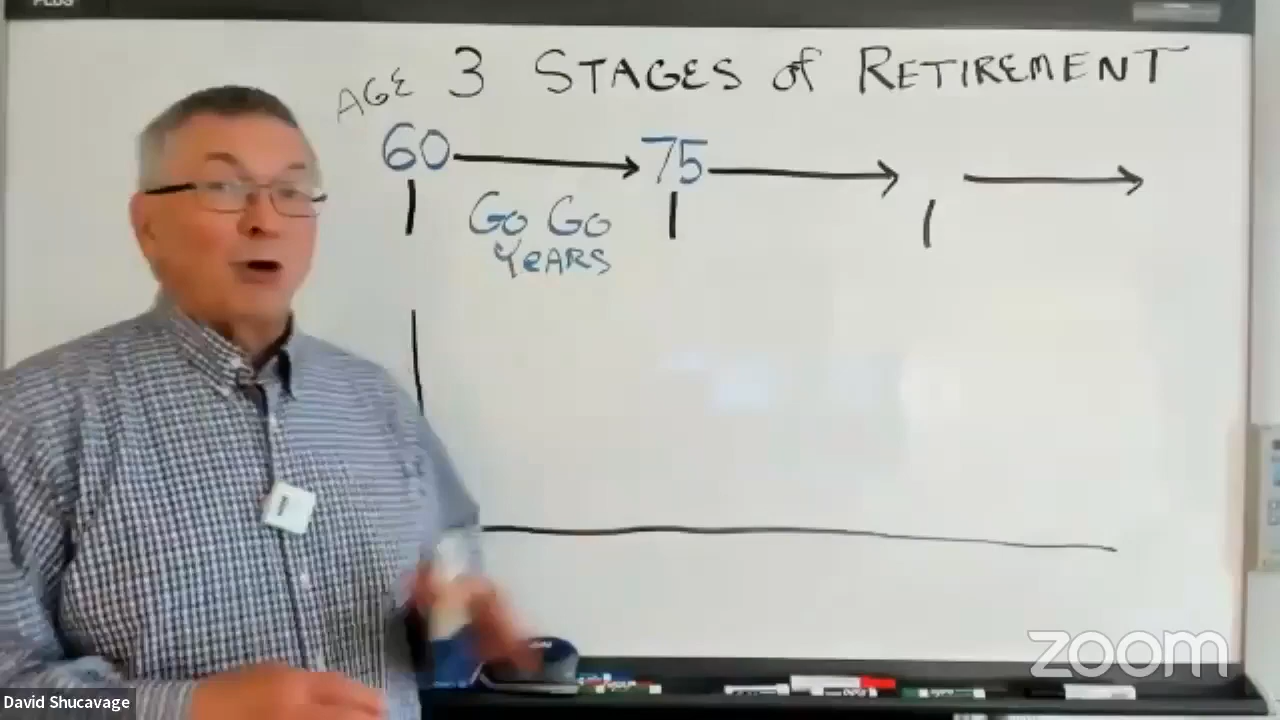 AGE 3 STAGES of RETIREMENT
60 75
Go Go
YEARS
zoom
David Shucavage